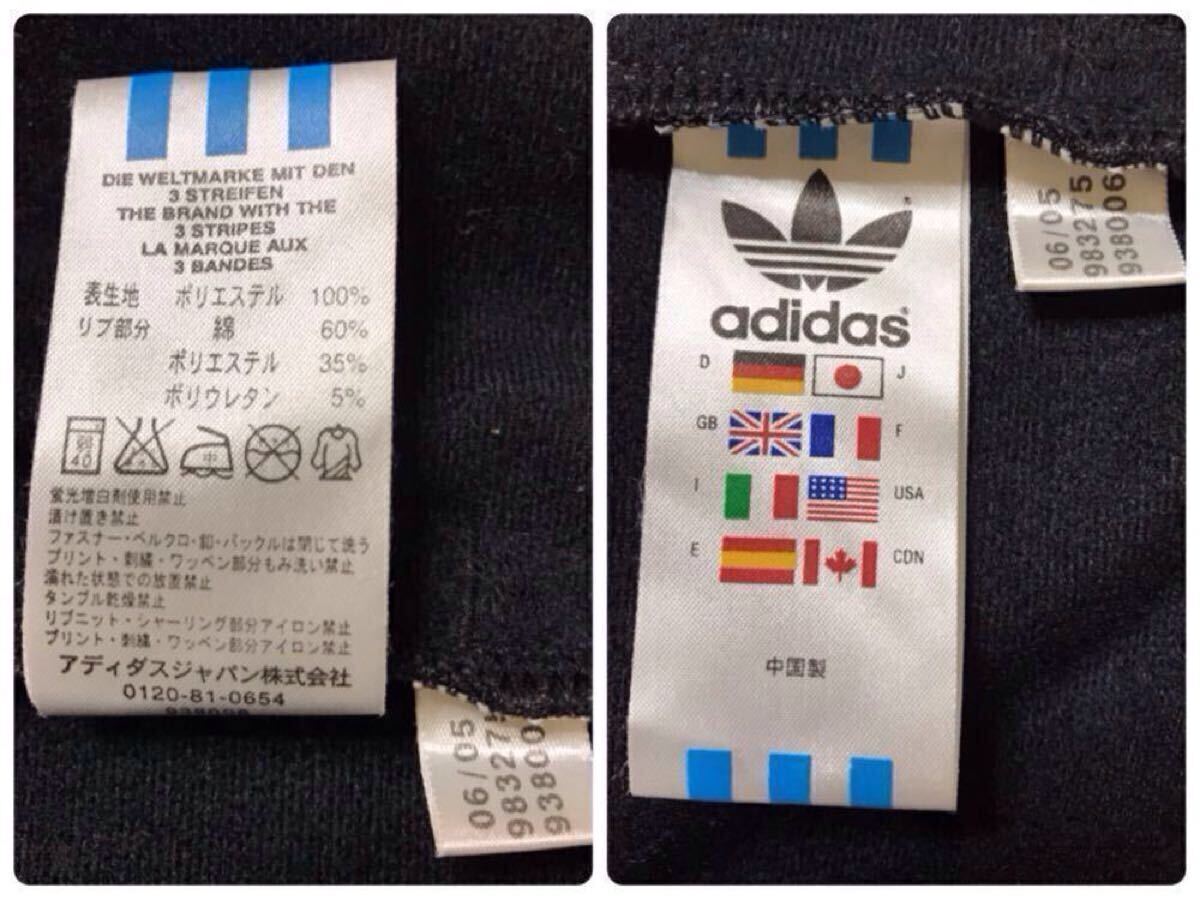 DIE WELTMARKE MIT DEN
3 STREIFEN
THE BRAND WITH THE
3 STRIPES
LA MARQUE AUX
3 BANDES
表生地 ポリエステル 100%
リブ部分 綿 60%
ポリエステル 35%
ポリウレタン 5%
弱
40
中
蛍光増白剤使用禁止
漬け置き禁止
ファスナー・ベルクロ・釦・バックルは閉じて洗う
プリント・刺繍・ワッペン部分もみ洗い禁止
濡れた状態での放置禁止
タンブル乾燥禁止
リブニット・シャーリング部分アイロン禁止
プリント・刺繍・ワッペン部分アイロン禁止
アディダスジャパン株式会社
0120-81-0654
06/05
983275
93800
adidas
D J
GB F
I USA
E CDN
中国製
06/05
983275
938006